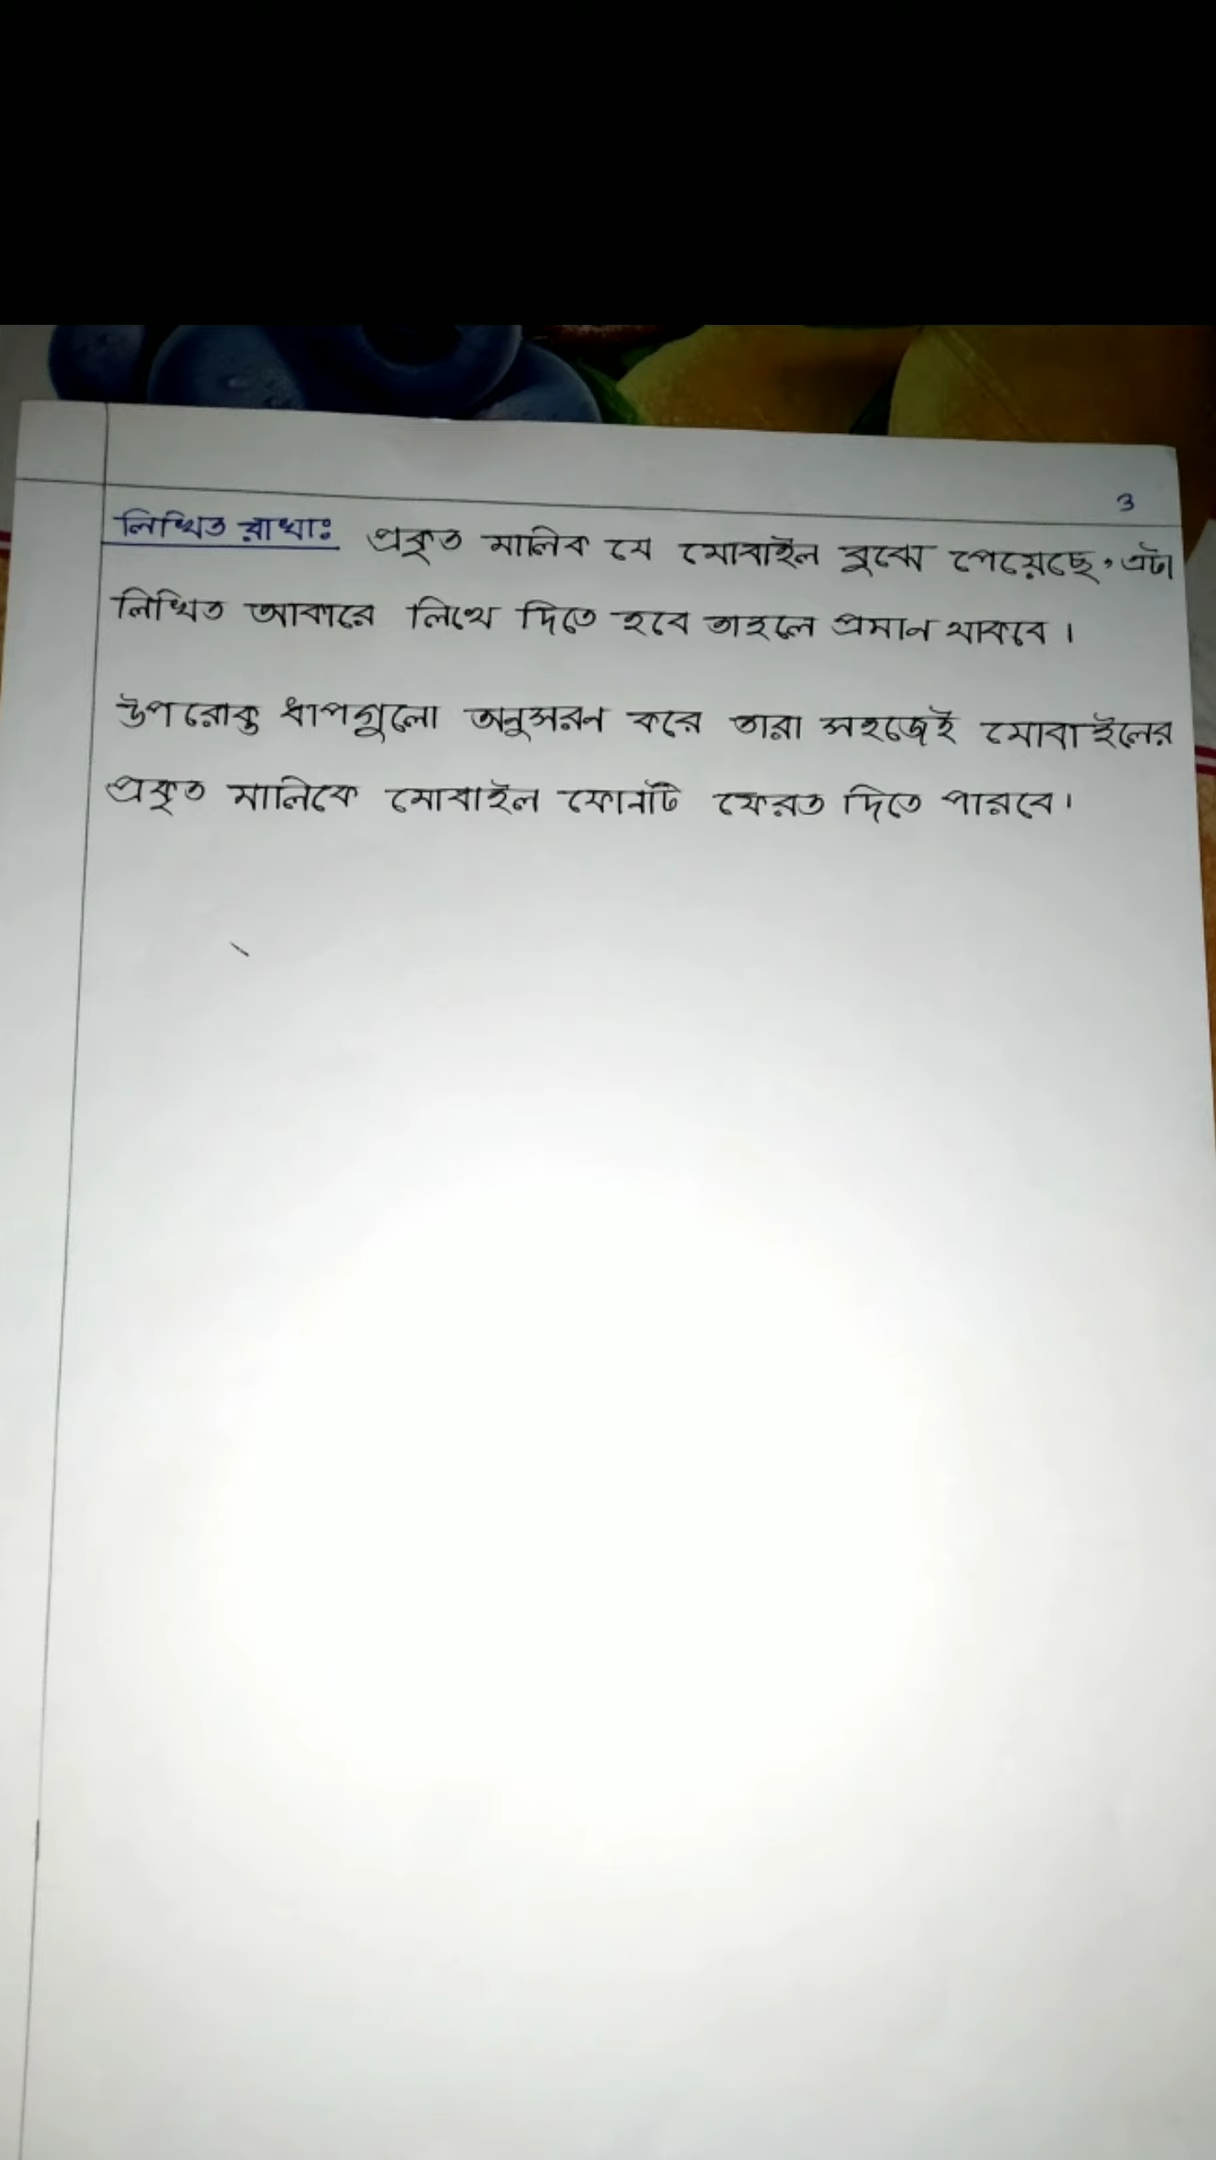 3
লিখিত রাখাঃ প্রকৃত মালিক যে মোবাইল বুঝে পেয়েছে, এটা
লিখিত আকারে লিখে দিতে হবে তাহলে প্রমান থাকবে।
উপরোক্ত ধাপগুলো অনুসরন করে তারা সহজেই মোবাইলের
প্রকৃত মালিকে মোবাইল ফোনটি ফেরত দিতে পারবে।